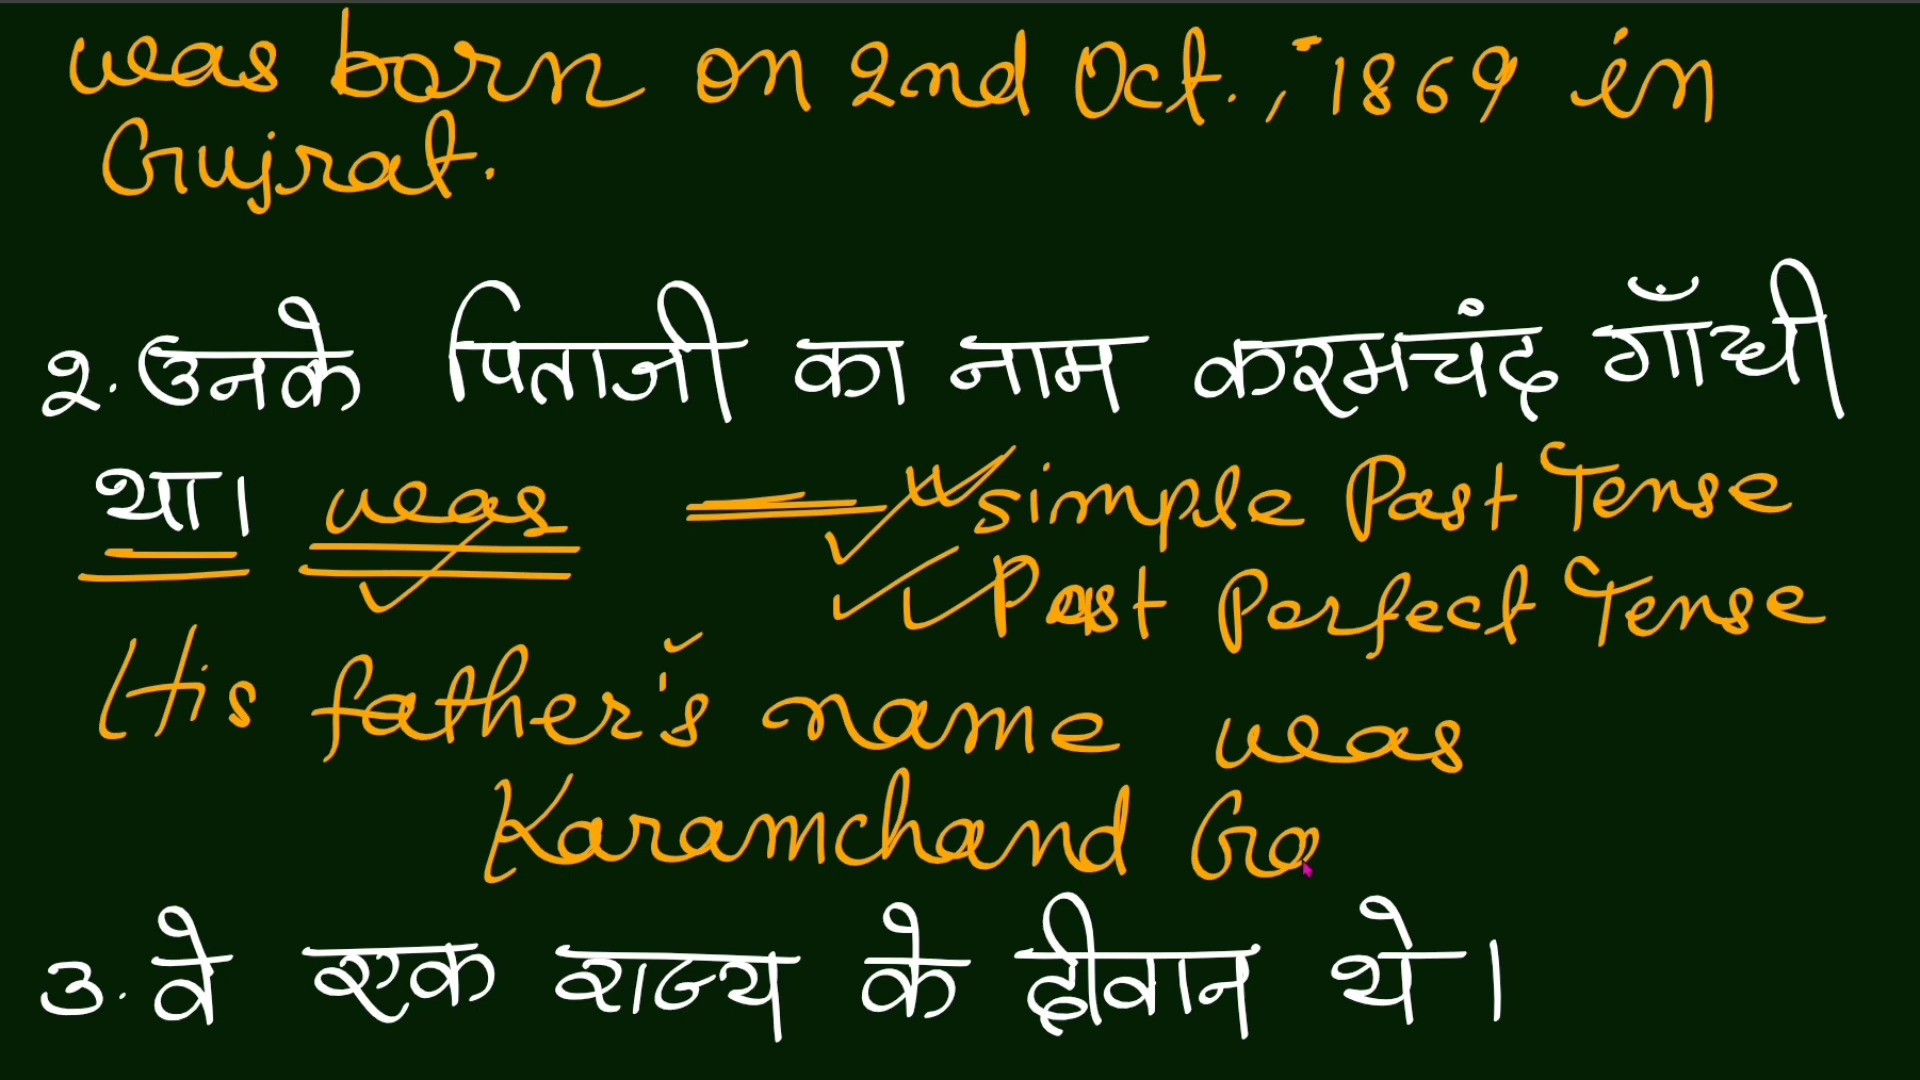 was born on 2nd Oct., 1869 in
Gujrat.
२. उनके पिताजी का नाम करमचंद गाँधी
था। was simple Past Tense
Past Perfect Tense
His father's name was
Karamchand Ga
3. वे एक राज्य के दीवान थे।